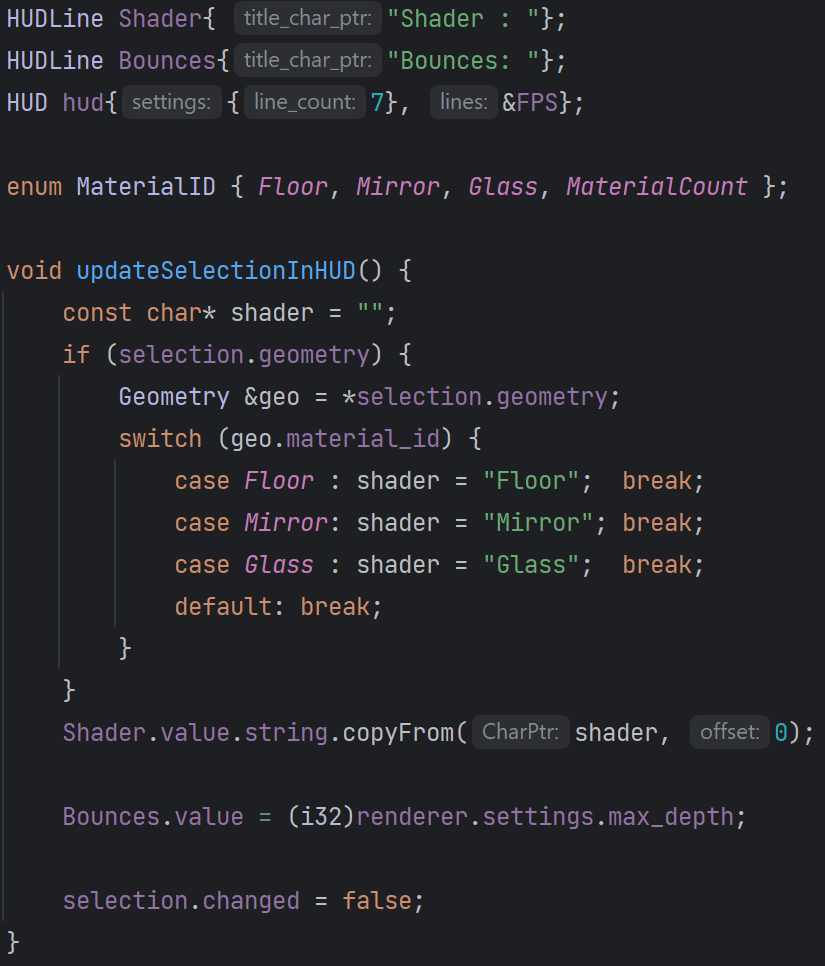 HUDLine Shader{ title_char_ptr: "Shader : "};
HUDLine Bounces{ title_char_ptr: "Bounces: "};
HUD hud{ settings: { line_count: 7}, lines: &FPS};

enum MaterialID { Floor, Mirror, Glass, MaterialCount };

void updateSelectionInHUD() {
    const char* shader = "";
    if (selection.geometry) {
        Geometry &geo = *selection.geometry;
        switch (geo.material_id) {
            case Floor : shader = "Floor";  break;
            case Mirror: shader = "Mirror"; break;
            case Glass : shader = "Glass";  break;
            default: break;
        }
    }
    Shader.value.string.copyFrom( CharPtr: shader, offset: 0);

    Bounces.value = (i32)renderer.settings.max_depth;

    selection.changed = false;
}